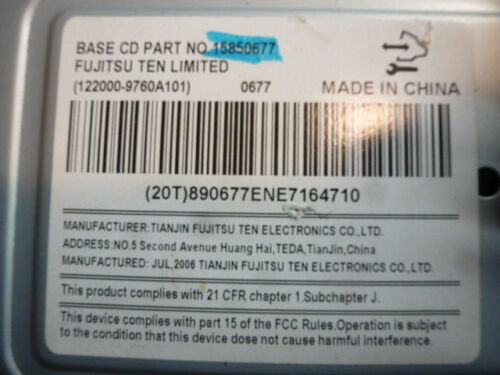 BASE CD PART NO 15850677
FUJITSU TEN LIMITED
(122000-9760A101) 0677 MADE IN CHINA
(20T)890677ENE7164710
MANUFACTURER:TIANJIN FUJITSU TEN ELECTRONICS CO.,LTD.
ADDRESS:NO.5 Second Avenue Huang Hai,TEDA,TianJin,China
MANUFACTURED: JUL,2006 TIANJIN FUJITSU TEN ELECTRONICS CO.,LTD.
This product complies with 21 CFR chapter 1.Subchapter J.
This device complies with part 15 of the FCC Rules.Operation is subject
to the condition that this device dose not cause harmful interference.